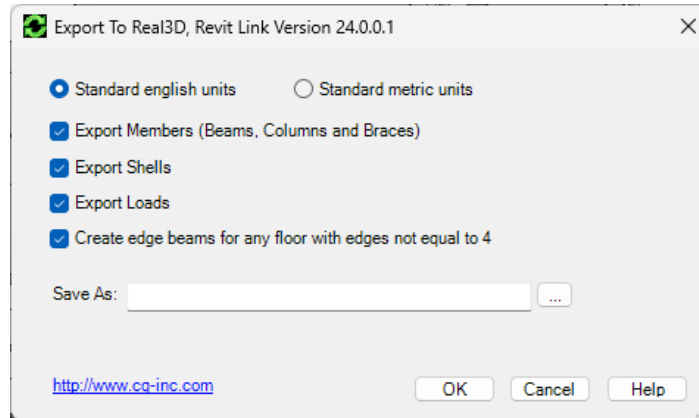 Export To Real3D, Revit Link Version 24.0.0.1
Standard english units Standard metric units
Export Members (Beams, Columns and Braces)
Export Shells
Export Loads
Create edge beams for any floor with edges not equal to 4
Save As: ...
http://www.cg-inc.com OK Cancel Help